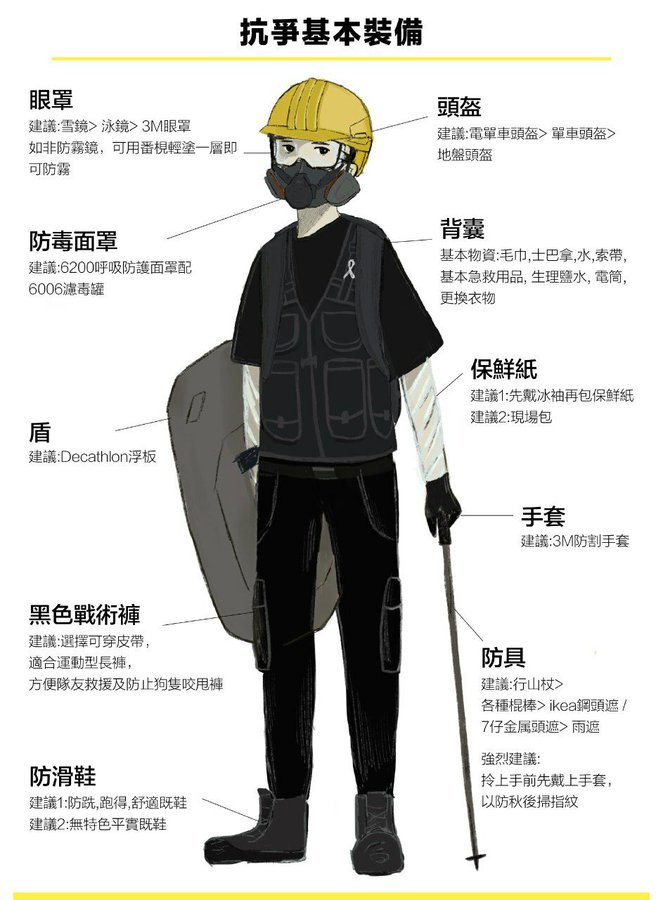 抗爭基本裝備
眼罩
建議:雪鏡> 泳鏡> 3M眼罩
如非防霧鏡，可用番梘輕塗一層即
可防霧
頭盔
建議:電單車頭盔> 單車頭盔>
地盤頭盔
防毒面罩
建議:6200呼吸防護面罩配
6006濾毒罐
背囊
基本物資:毛巾,士巴拿,水,索帶,
基本急救用品, 生理鹽水, 電筒,
更換衣物
保鮮紙
建議1:先戴冰袖再包保鮮紙
建議2:現場包
盾
建議:Decathlon浮板
手套
建議:3M防割手套
黑色戰術褲
建議:選擇可穿皮帶，
適合運動型長褲，
方便隊友救援及防止狗隻咬甩褲
防具
建議:行山杖>
各種棍棒> ikea鋼頭遮 /
7仔金属頭遮> 雨遮
強烈建議:
拎上手前先戴上手套，
以防秋後掃指紋
防滑鞋
建議1:防跣,跑得,舒適既鞋
建議2:無特色平實既鞋